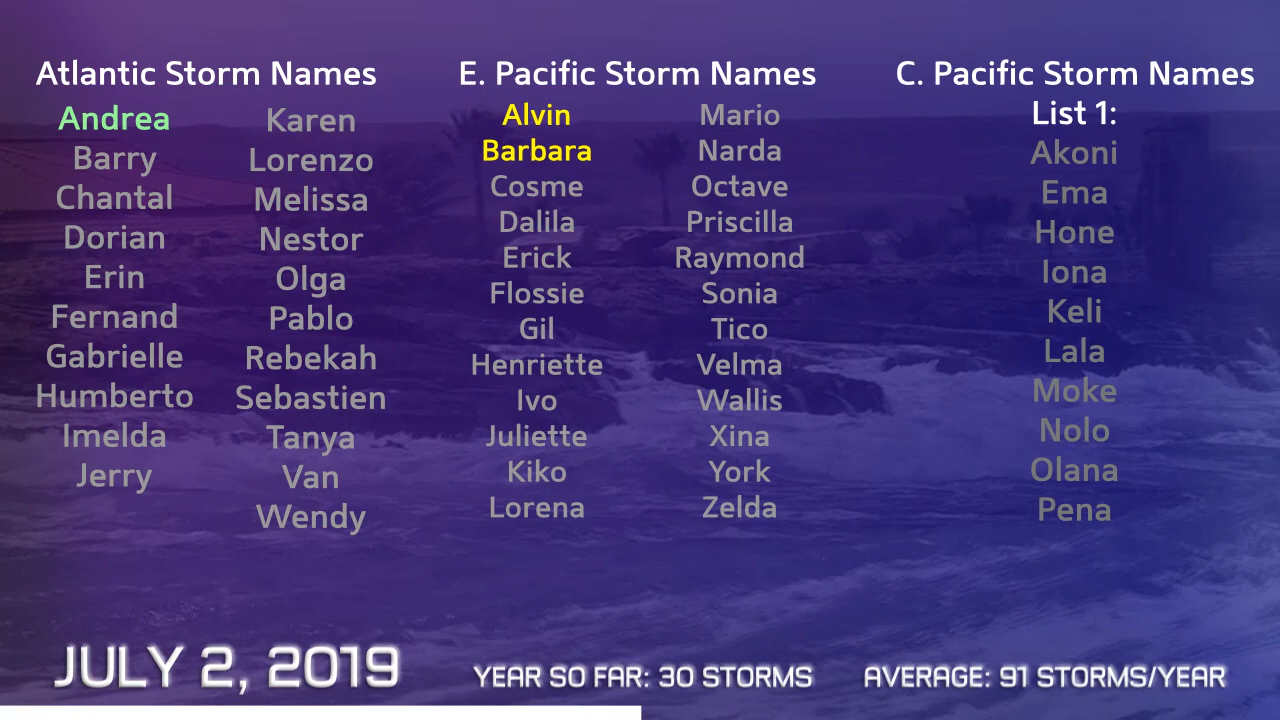 Atlantic Storm Names
Andrea
Barry
Chantal
Dorian
Erin
Fernand
Gabrielle
Humberto
Imelda
Jerry
Karen
Lorenzo
Melissa
Nestor
Olga
Pablo
Rebekah
Sebastien
Tanya
Van
Wendy
E. Pacific Storm Names
Alvin
Barbara
Cosme
Dalila
Erick
Flossie
Gil
Henriette
Ivo
Juliette
Kiko
Lorena
Mario
Narda
Octave
Priscilla
Raymond
Sonia
Tico
Velma
Wallis
Xina
York
Zelda
C. Pacific Storm Names
List 1:
Akoni
Ema
Hone
Iona
Keli
Lala
Moke
Nolo
Olana
Pena
JULY 2, 2019
YEAR SO FAR: 30 STORMS
AVERAGE: 91 STORMS/YEAR